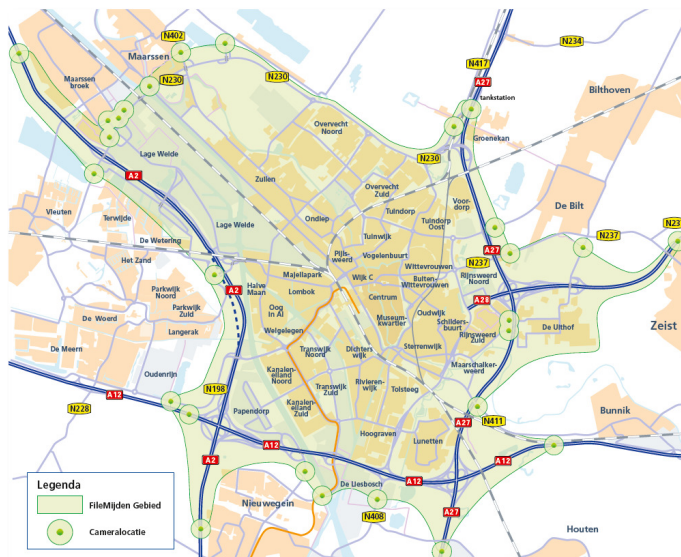 N402
Maarssen
N234
N417
Maarssen
broek
N230
N230
A27
tankstation
Bilthoven
Overvecht
Noord
Groenekan
N230
Lage Weide
A2
Zuilen
Overvecht
Zuid
Voor-
dorp
Vleuten
Terwijde
Tuindorp
De Bilt
Ondiep
Tuindorp
Oost
Lage Weide
Tuinwijk
N237
De Wetering
Pijls-
weerd
Vogelenbuurt
A27
N237
Het Zand
Wittevrouwen
N237
Majellapark
Wijk C
Rijnsweerd
Noord
Buiten-
Wittevrouwen
Parkwijk
Noord
A2
Halve
Maan
Lombok
Centrum
A28
Oog
in Al
Parkwijk
Zuid
Museum-
kwartier
Oudwijk
De Woerd
Schilders-
buurt
De Uithof
Langerak
Welgelegen
Rijnsweerd
Zuid
Zeist
De Meern
Transwijk
Noord
Dichters
wijk
Sterrenwijk
Oudenrijn
Kanalen-
eiland
Noord
Maarschalker-
weerd
N198
Transwijk
Zuid
Rivieren-
wijk
Tolsteeg
A12
N228
Papendorp
Kanalen-
eiland
Zuid
Bunnik
A27
N411
Hoograven
Lunetten
A12
A2
A12
Legenda
De Liesbosch
A12
FileMijden Gebied
Nieuwegein
A27
N408
Cameralocatie
Houten